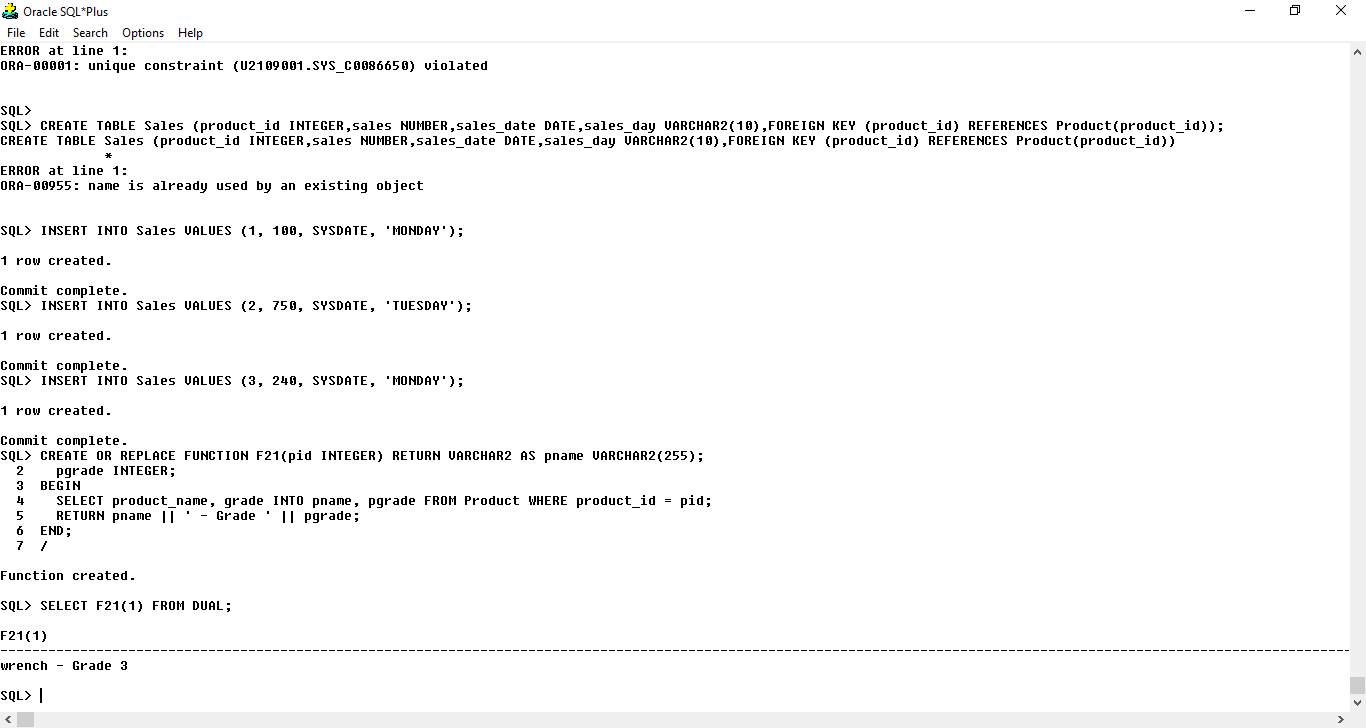 Oracle SQL*Plus
File Edit Search Options Help
ERROR at line 1:
ORA-00001: unique constraint (U2109001.SYS_C0086650) violated
SQL>
SQL> CREATE TABLE Sales (product_id INTEGER,sales NUMBER,sales_date DATE,sales_day VARCHAR2(10),FOREIGN KEY (product_id) REFERENCES Product(product_id));
CREATE TABLE Sales (product_id INTEGER,sales NUMBER,sales_date DATE,sales_day VARCHAR2(10),FOREIGN KEY (product_id) REFERENCES Product(product_id))
*
ERROR at line 1:
ORA-00955: name is already used by an existing object
SQL> INSERT INTO Sales VALUES (1, 100, SYSDATE, 'MONDAY');
1 row created.
Commit complete.
SQL> INSERT INTO Sales VALUES (2, 750, SYSDATE, 'TUESDAY');
1 row created.
Commit complete.
SQL> INSERT INTO Sales VALUES (3, 240, SYSDATE, 'MONDAY');
1 row created.
Commit complete.
SQL> CREATE OR REPLACE FUNCTION F21(pid INTEGER) RETURN VARCHAR2 AS pname VARCHAR2(255);
2 pgrade INTEGER;
3 BEGIN
4 SELECT product_name, grade INTO pname, pgrade FROM Product WHERE product_id = pid;
5 RETURN pname || ' - Grade ' || pgrade;
6 END;
7 /
Function created.
SQL> SELECT F21(1) FROM DUAL;
F21(1)
--------------------------------------------------------------------------------------------------------------------------------------------------------------------------
wrench - Grade 3
SQL>